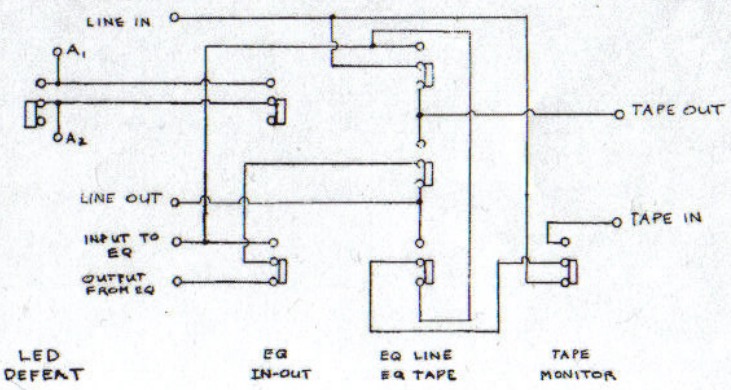 LINE IN
A1
A2
TAPE OUT
LINE OUT
TAPE IN
INPUT TO
EQ
OUTPUT
FROM EQ
LED
DEFEAT
EQ
IN-OUT
EQ LINE
EQ TAPE
TAPE
MONITOR